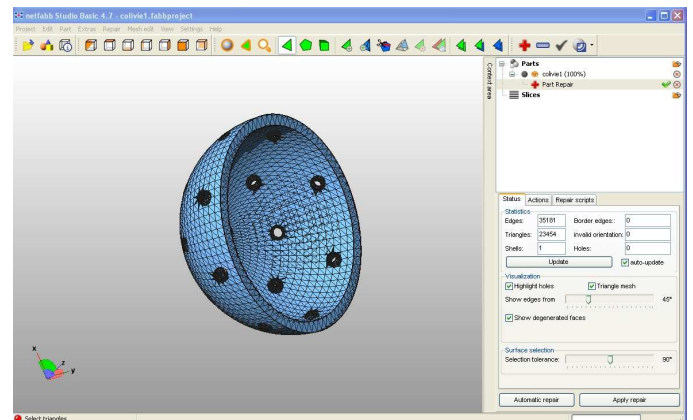 netfabb Studio Basic 4.7 - colivie1.fabbproject
Project Edit Part Extras Repair Mesh edit View Settings Help
Context area
Parts
colivie1 (100%)
Part Repair
Slices
Status Actions Repair scripts
Statistics
Edges: 35181 Border edges:: 0
Triangles: 23454 invalid orientation: 0
Shells: 1 Holes: 0
Update auto-update
Visualization
Highlight holes Triangle mesh
Show edges from 45°
Show degenerated faces
Surface selection
Selection tolerance: 90°
Automatic repair Apply repair
x
z
y
Select triangles